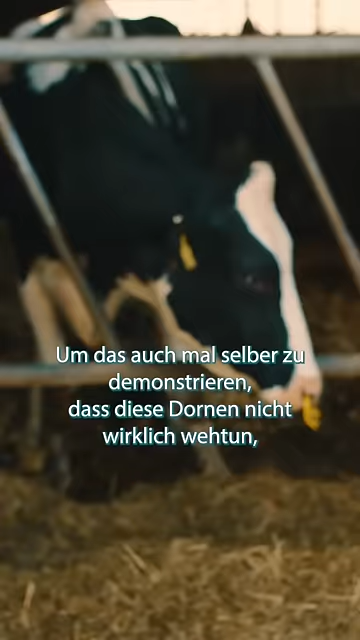 Um das auch mal selber zu
demonstrieren,
dass diese Dornen nicht
wirklich wehtun,